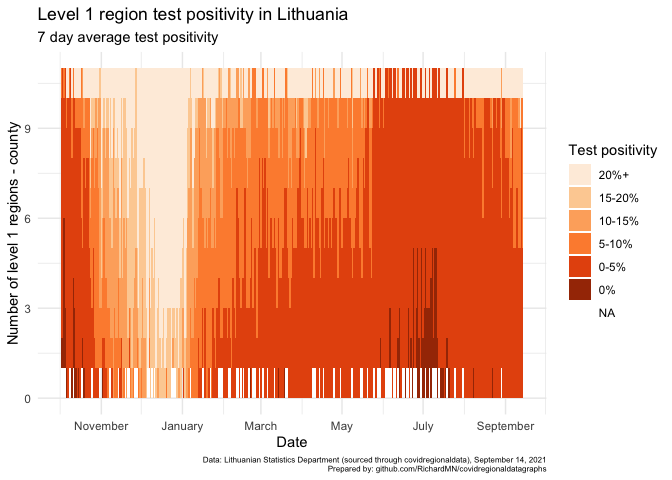 Level 1 region test positivity in Lithuania
7 day average test positivity
Number of level 1 regions - county
9
6
3
0
November January March May July September
Date
Test positivity
20%+
15-20%
10-15%
5-10%
0-5%
0%
NA
Data: Lithuanian Statistics Department (sourced through covidregionaldata), September 14, 2021
Prepared by: github.com/RichardMN/covidregionaldatagraphs